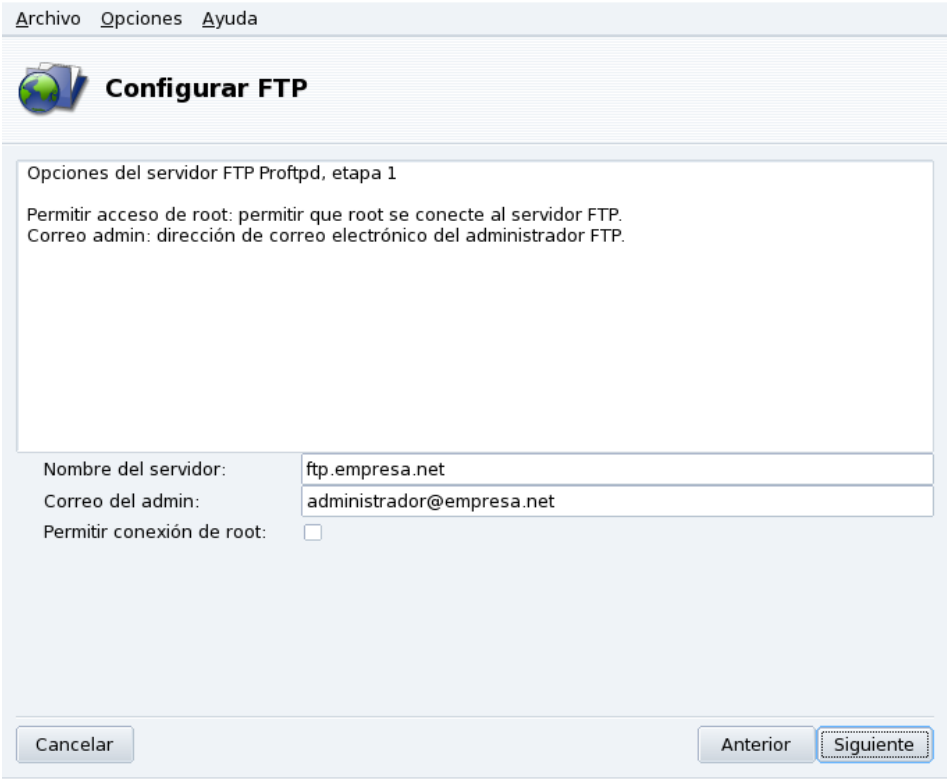 Archivo Opciones Ayuda
Configurar FTP
Opciones del servidor FTP Proftpd, etapa 1
Permitir acceso de root: permitir que root se conecte al servidor FTP.
Correo admin: dirección de correo electrónico del administrador FTP.
Nombre del servidor: ftp.empresa.net
Correo del admin: administrador@empresa.net
Permitir conexión de root:
Cancelar Anterior Siguiente